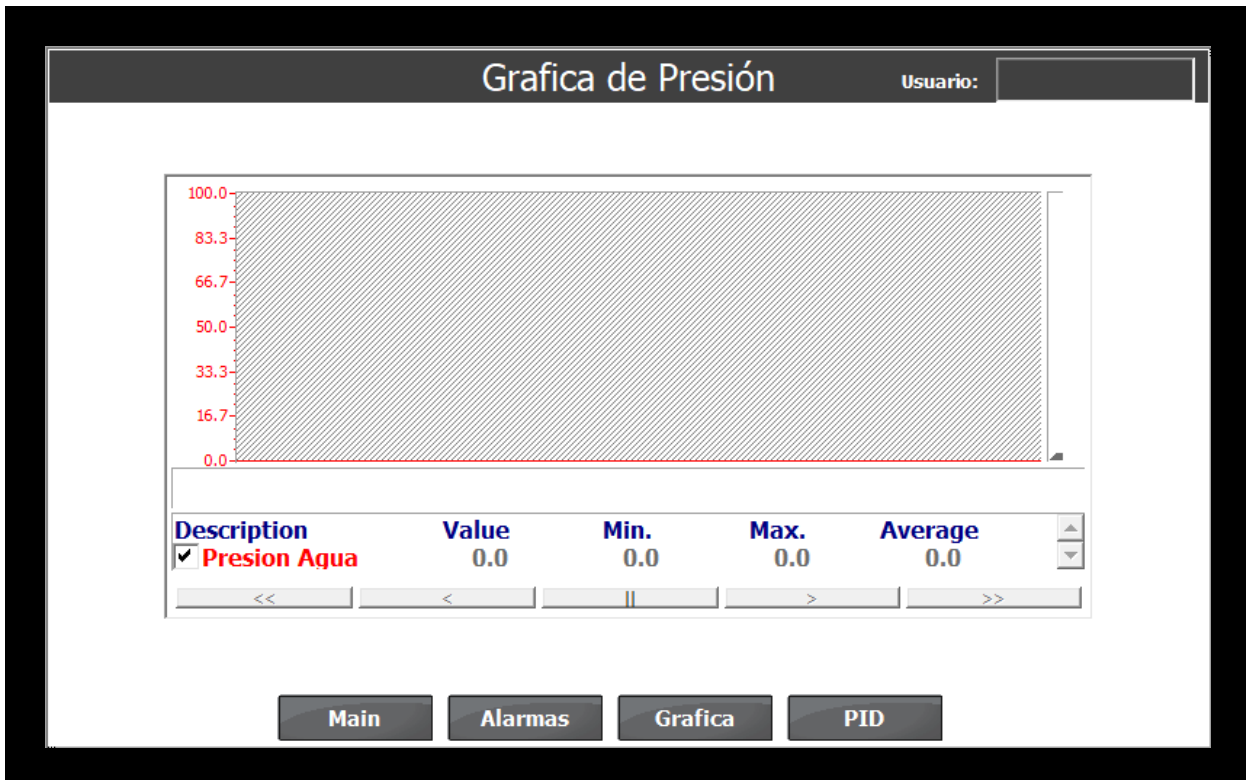 Grafica de Presión Usuario:
100.0
83.3
66.7
50.0
33.3
16.7
0.0
Description Value Min. Max. Average
Presion Agua 0.0 0.0 0.0 0.0
<< < || > >>
Main Alarmas Grafica PID